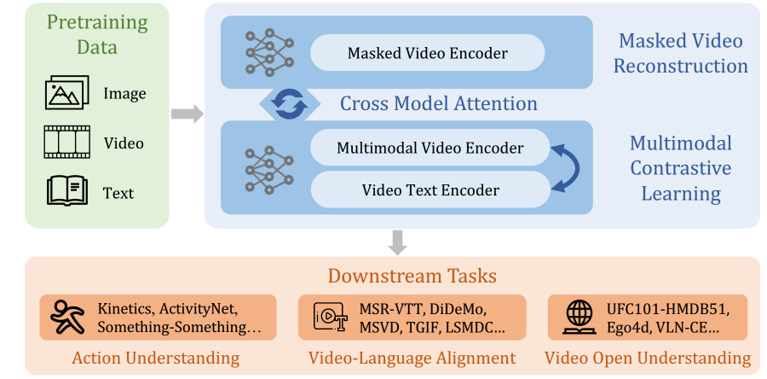 Pretraining
Data
Image
Video
Text
Masked Video Encoder
Masked Video
Reconstruction
Cross Model Attention
Multimodal Video Encoder
Video Text Encoder
Multimodal
Contrastive
Learning
Downstream Tasks
Kinetics, ActivityNet,
Something-Something...
Action Understanding
MSR-VTT, DiDeMo,
MSVD, TGIF, LSMDC...
Video-Language Alignment
UFC101-HMDB51,
Ego4d, VLN-CE...
Video Open Understanding